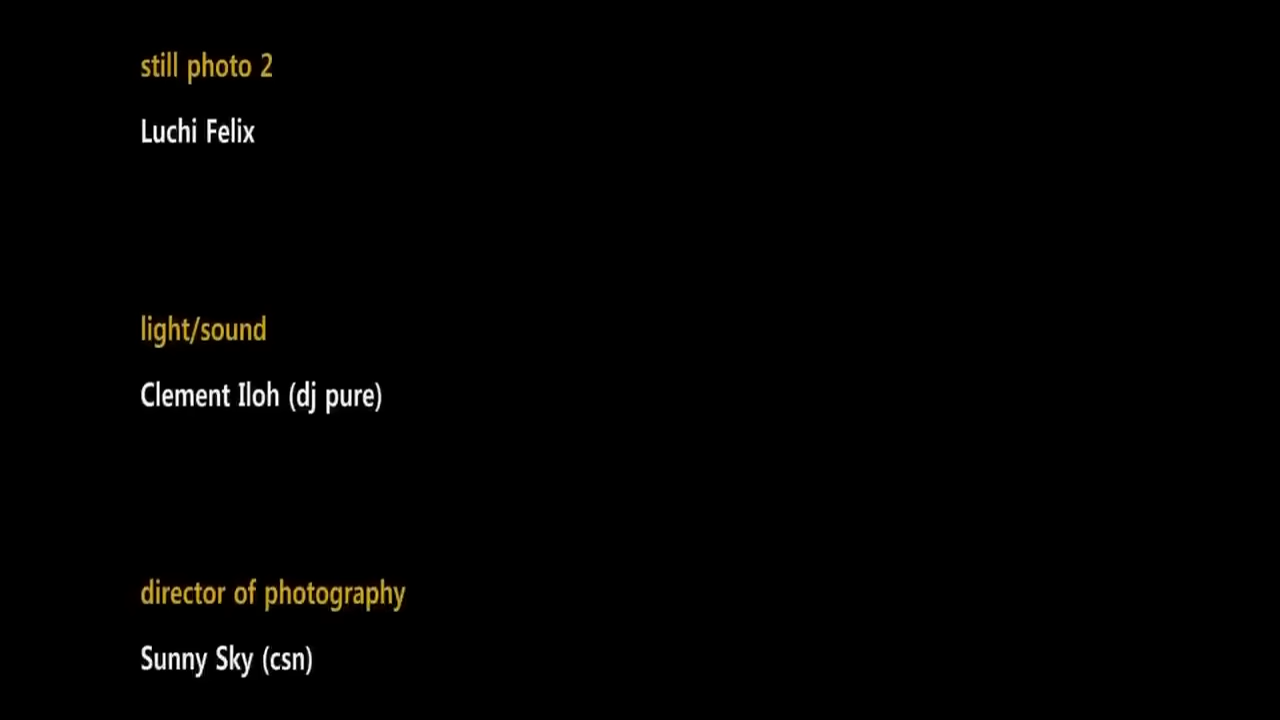 still photo 2
Luchi Felix
light/sound
Clement Iloh (dj pure)
director of photography
Sunny Sky (csn)